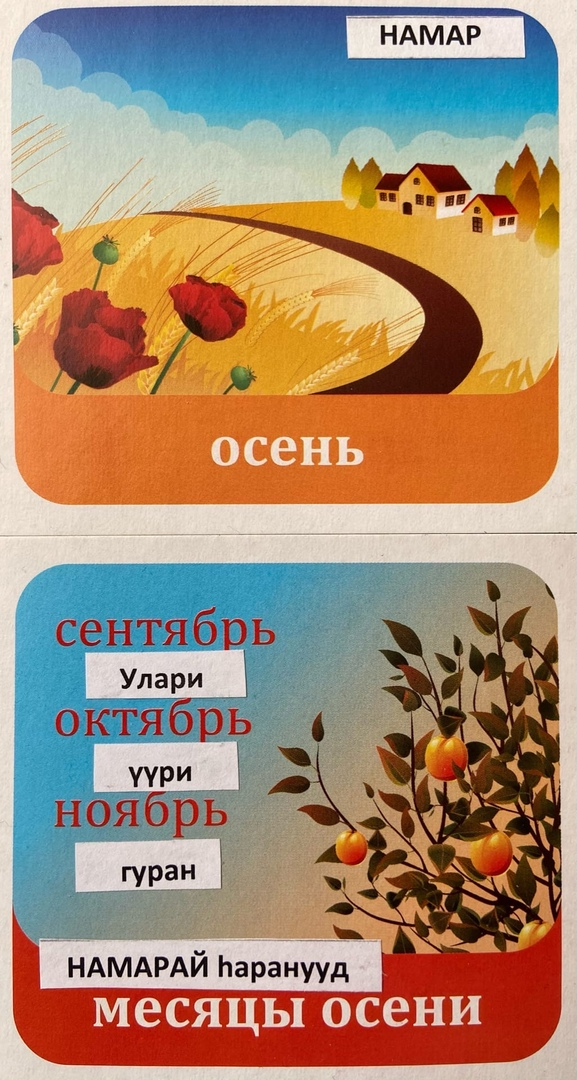 НАМАР
осень
сентябрь
Улари
октябрь
үүри
ноябрь
гуран
НАМАРАЙ һаранууд
месяцы осени